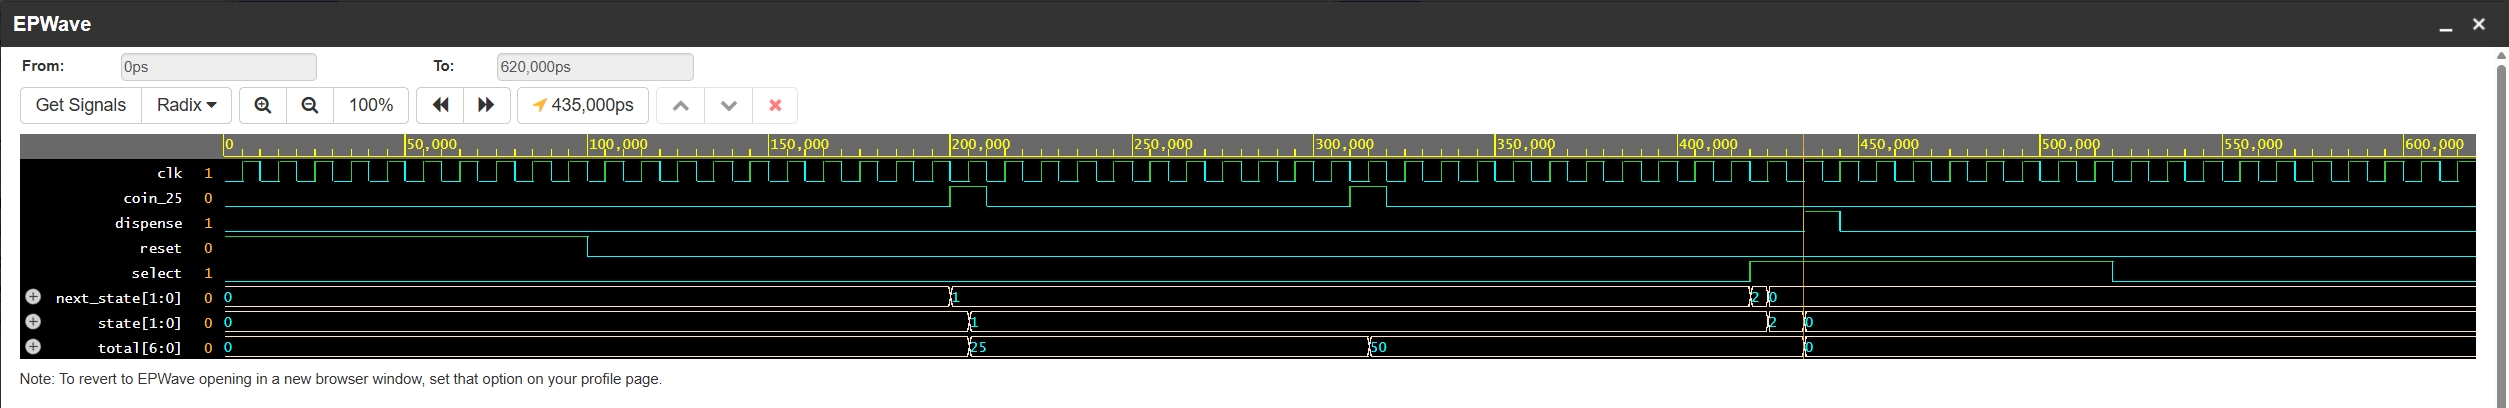 EPWave
From: 0ps To: 620,000ps
Get Signals Radix 100% 435,000ps
0 50,000 100,000 150,000 200,000 250,000 300,000 350,000 400,000 450,000 500,000 550,000 600,000
clk 1
coin_25 0
dispense 1
reset 0
select 1
next_state[1:0] 0 0 1 2 0
state[1:0] 0 0 1 2 0
total[6:0] 0 0 25 50 0
Note: To revert to EPWave opening in a new browser window, set that option on your profile page.